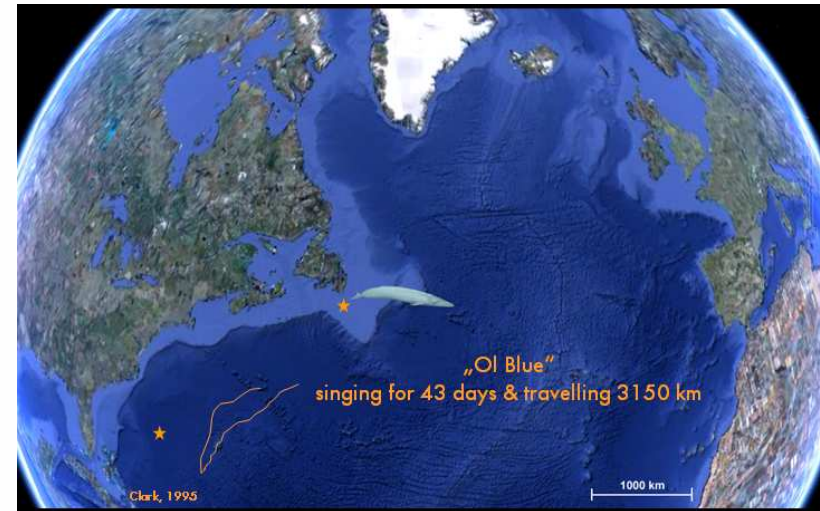 „Ol Blue“
singing for 43 days & travelling 3150 km
Clark, 1995
1000 km